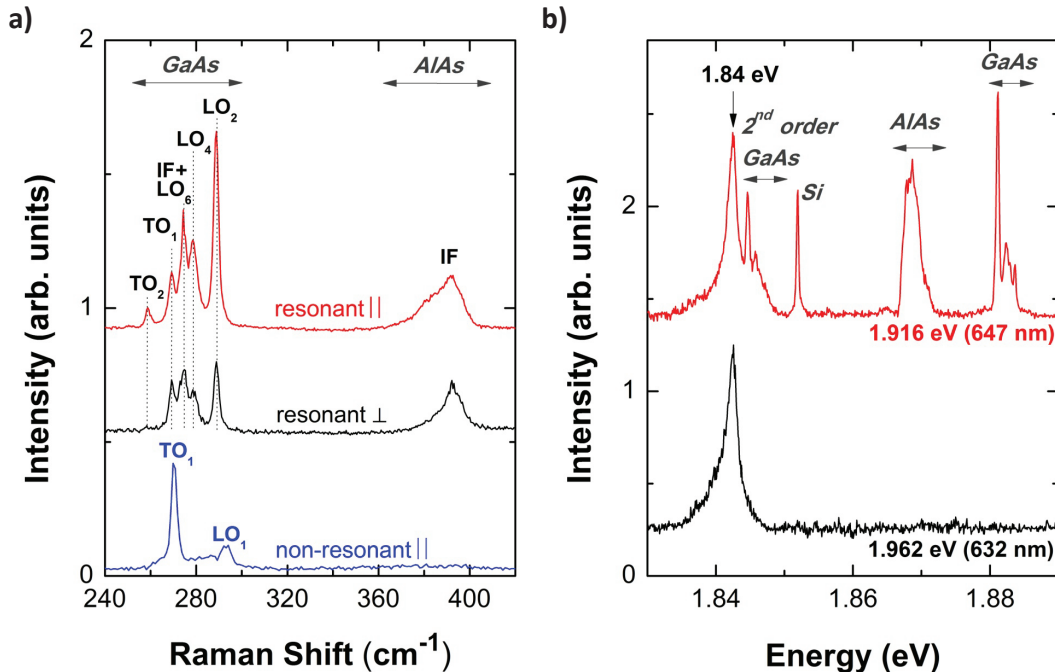 a)
2
1
0
Intensity (arb. units)
GaAs
AlAs
LO2
LO4
IF+
LO6
TO1
TO2
IF
resonant ||
resonant ⊥
TO1
LO1
non-resonant ||
240 280 320 360 400
Raman Shift (cm-1)
b)
2
1
0
Intensity (arb. units)
1.84 eV
2nd order
GaAs
Si
AlAs
GaAs
1.916 eV (647 nm)
1.962 eV (632 nm)
1.84 1.86 1.88
Energy (eV)